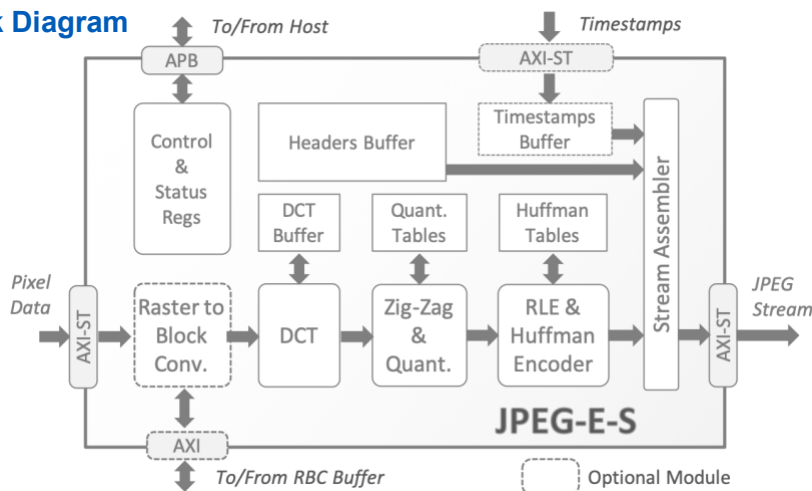 k Diagram
To/From Host
Timestamps
APB
AXI-ST
Control
&
Status
Regs
Headers Buffer
Timestamps
Buffer
DCT
Buffer
Quant.
Tables
Huffman
Tables
Stream Assembler
Pixel
Data
AXI-ST
Raster to
Block
Conv.
DCT
Zig-Zag
&
Quant.
RLE &
Huffman
Encoder
AXI-ST
JPEG
Stream
JPEG-E-S
AXI
To/From RBC Buffer
Optional Module